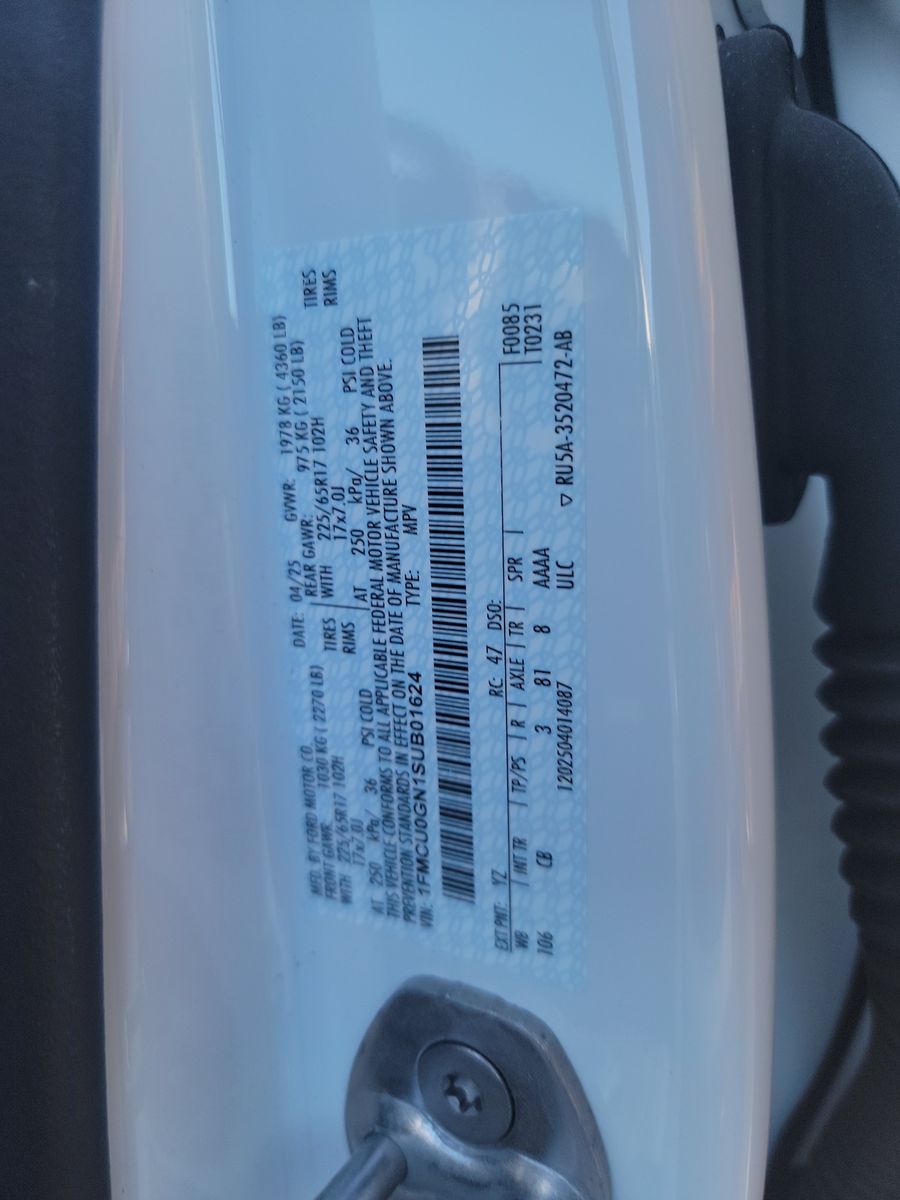 MFD. BY FORD MOTOR CO. DATE: 04/25 GVWR: 1978 KG ( 4360 LB)
FRONT GAWR: 1030 KG ( 2270 LB) REAR GAWR: 975 KG ( 2150 LB)
WITH 225/65R17 102H TIRES WITH 225/65R17 102H TIRES
17x7.0J RIMS 17x7.0J RIMS
AT 250 kPa/ 36 PSI COLD AT 250 kPa/ 36 PSI COLD
THIS VEHICLE CONFORMS TO ALL APPLICABLE FEDERAL MOTOR VEHICLE SAFETY AND THEFT
PREVENTION STANDARDS IN EFFECT ON THE DATE OF MANUFACTURE SHOWN ABOVE.
VIN: 1FMCU0GN1SUB01624 TYPE: MPV
EXT PNT: YZ RC: 47 DSO: F0085
WB | INT TR | TP/PS | R | AXLE | TR | SPR | T0231
106 CB 3 81 8 AAAA
1202504014087 ULC ▽ RU5A-3520472-AB